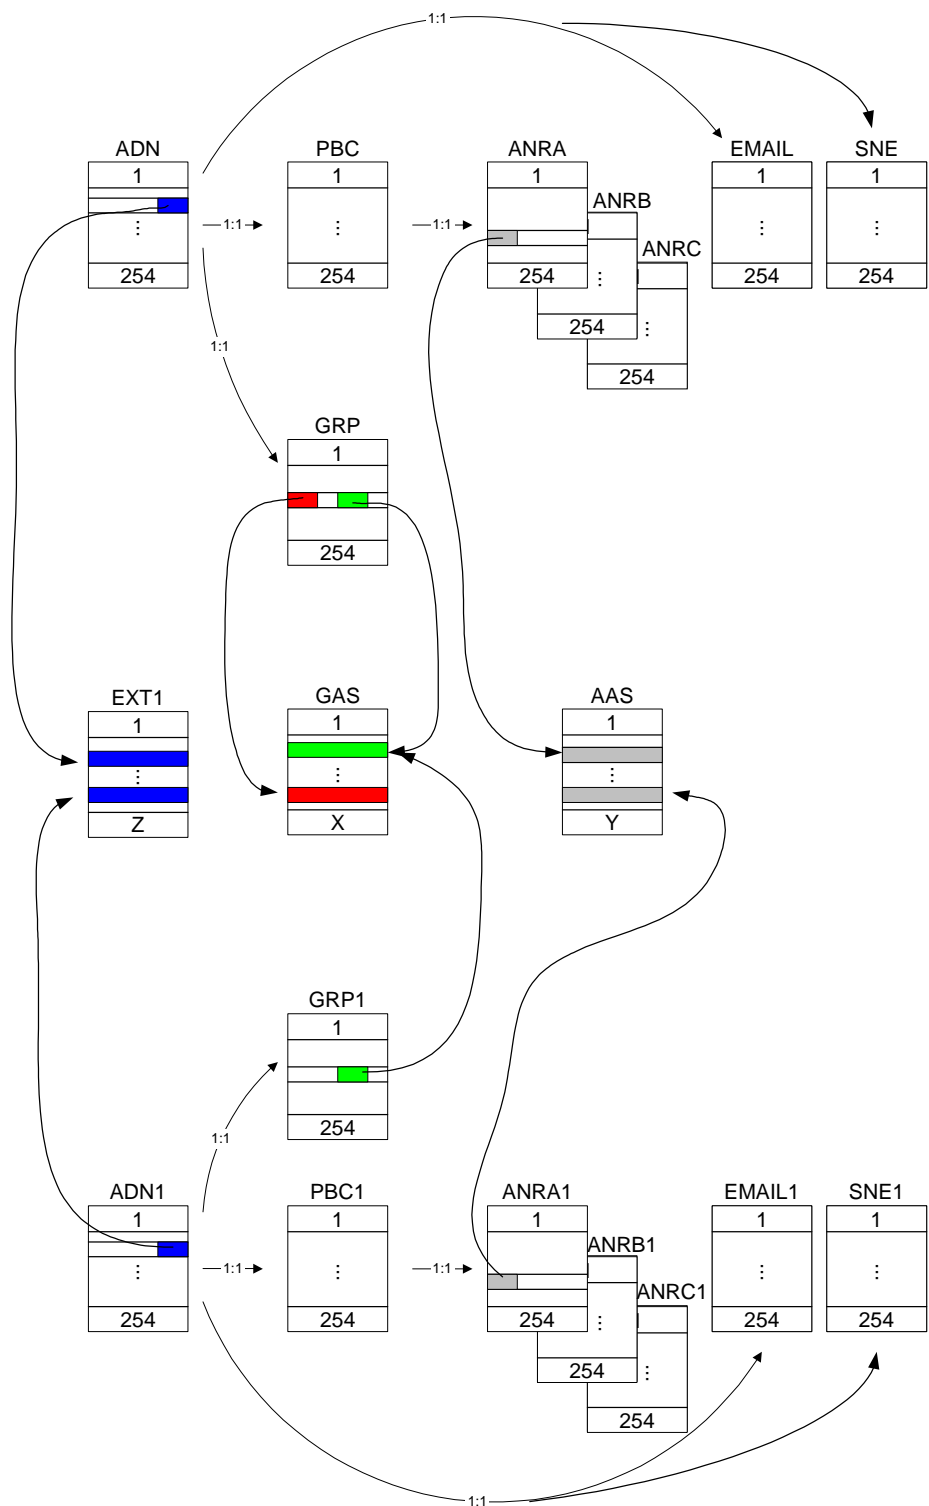 1:1
ADN PBC ANRA EMAIL SNE
1 1 1 1 1
ANRB
⋮ 1:1 ⋮ 1:1 ⋮ ⋮
ANRC
254 254 254 ⋮ 254 254
254 ⋮
1:1
254
GRP
1
254
EXT1 GAS AAS
1 1 1
⋮ ⋮ ⋮
Z X Y
GRP1
1
254
1:1
ADN1 PBC1 ANRA1 EMAIL1 SNE1
1 1 1 1 1
ANRB1
⋮ 1:1 ⋮ 1:1 ⋮ ⋮
ANRC1
254 254 254 ⋮ 254 254
254 ⋮
254
1:1